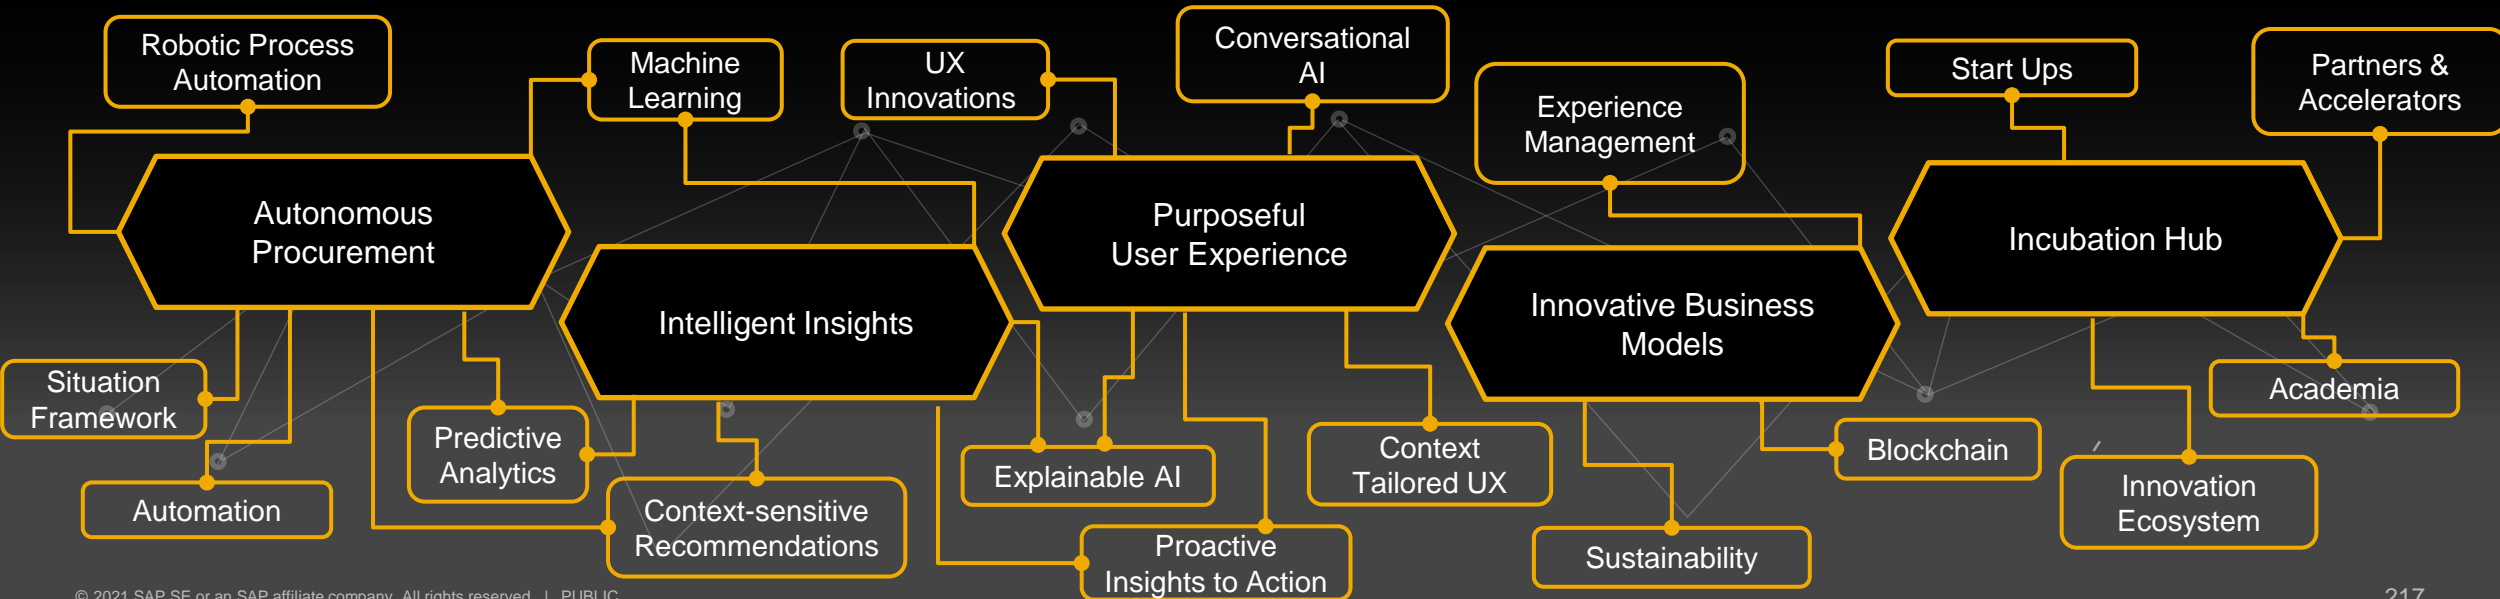 Robotic Process
Automation
Machine
Learning
UX
Innovations
Conversational
AI
Experience
Management
Start Ups
Partners &
Accelerators
Autonomous
Procurement
Intelligent Insights
Purposeful
User Experience
Innovative Business
Models
Incubation Hub
Situation
Framework
Automation
Predictive
Analytics
Context-sensitive
Recommendations
Explainable AI
Proactive
Insights to Action
Context
Tailored UX
Sustainability
Blockchain
Innovation
Ecosystem
Academia
© 2021 SAP SE or an SAP affiliate company. All rights reserved. | PUBLIC
217